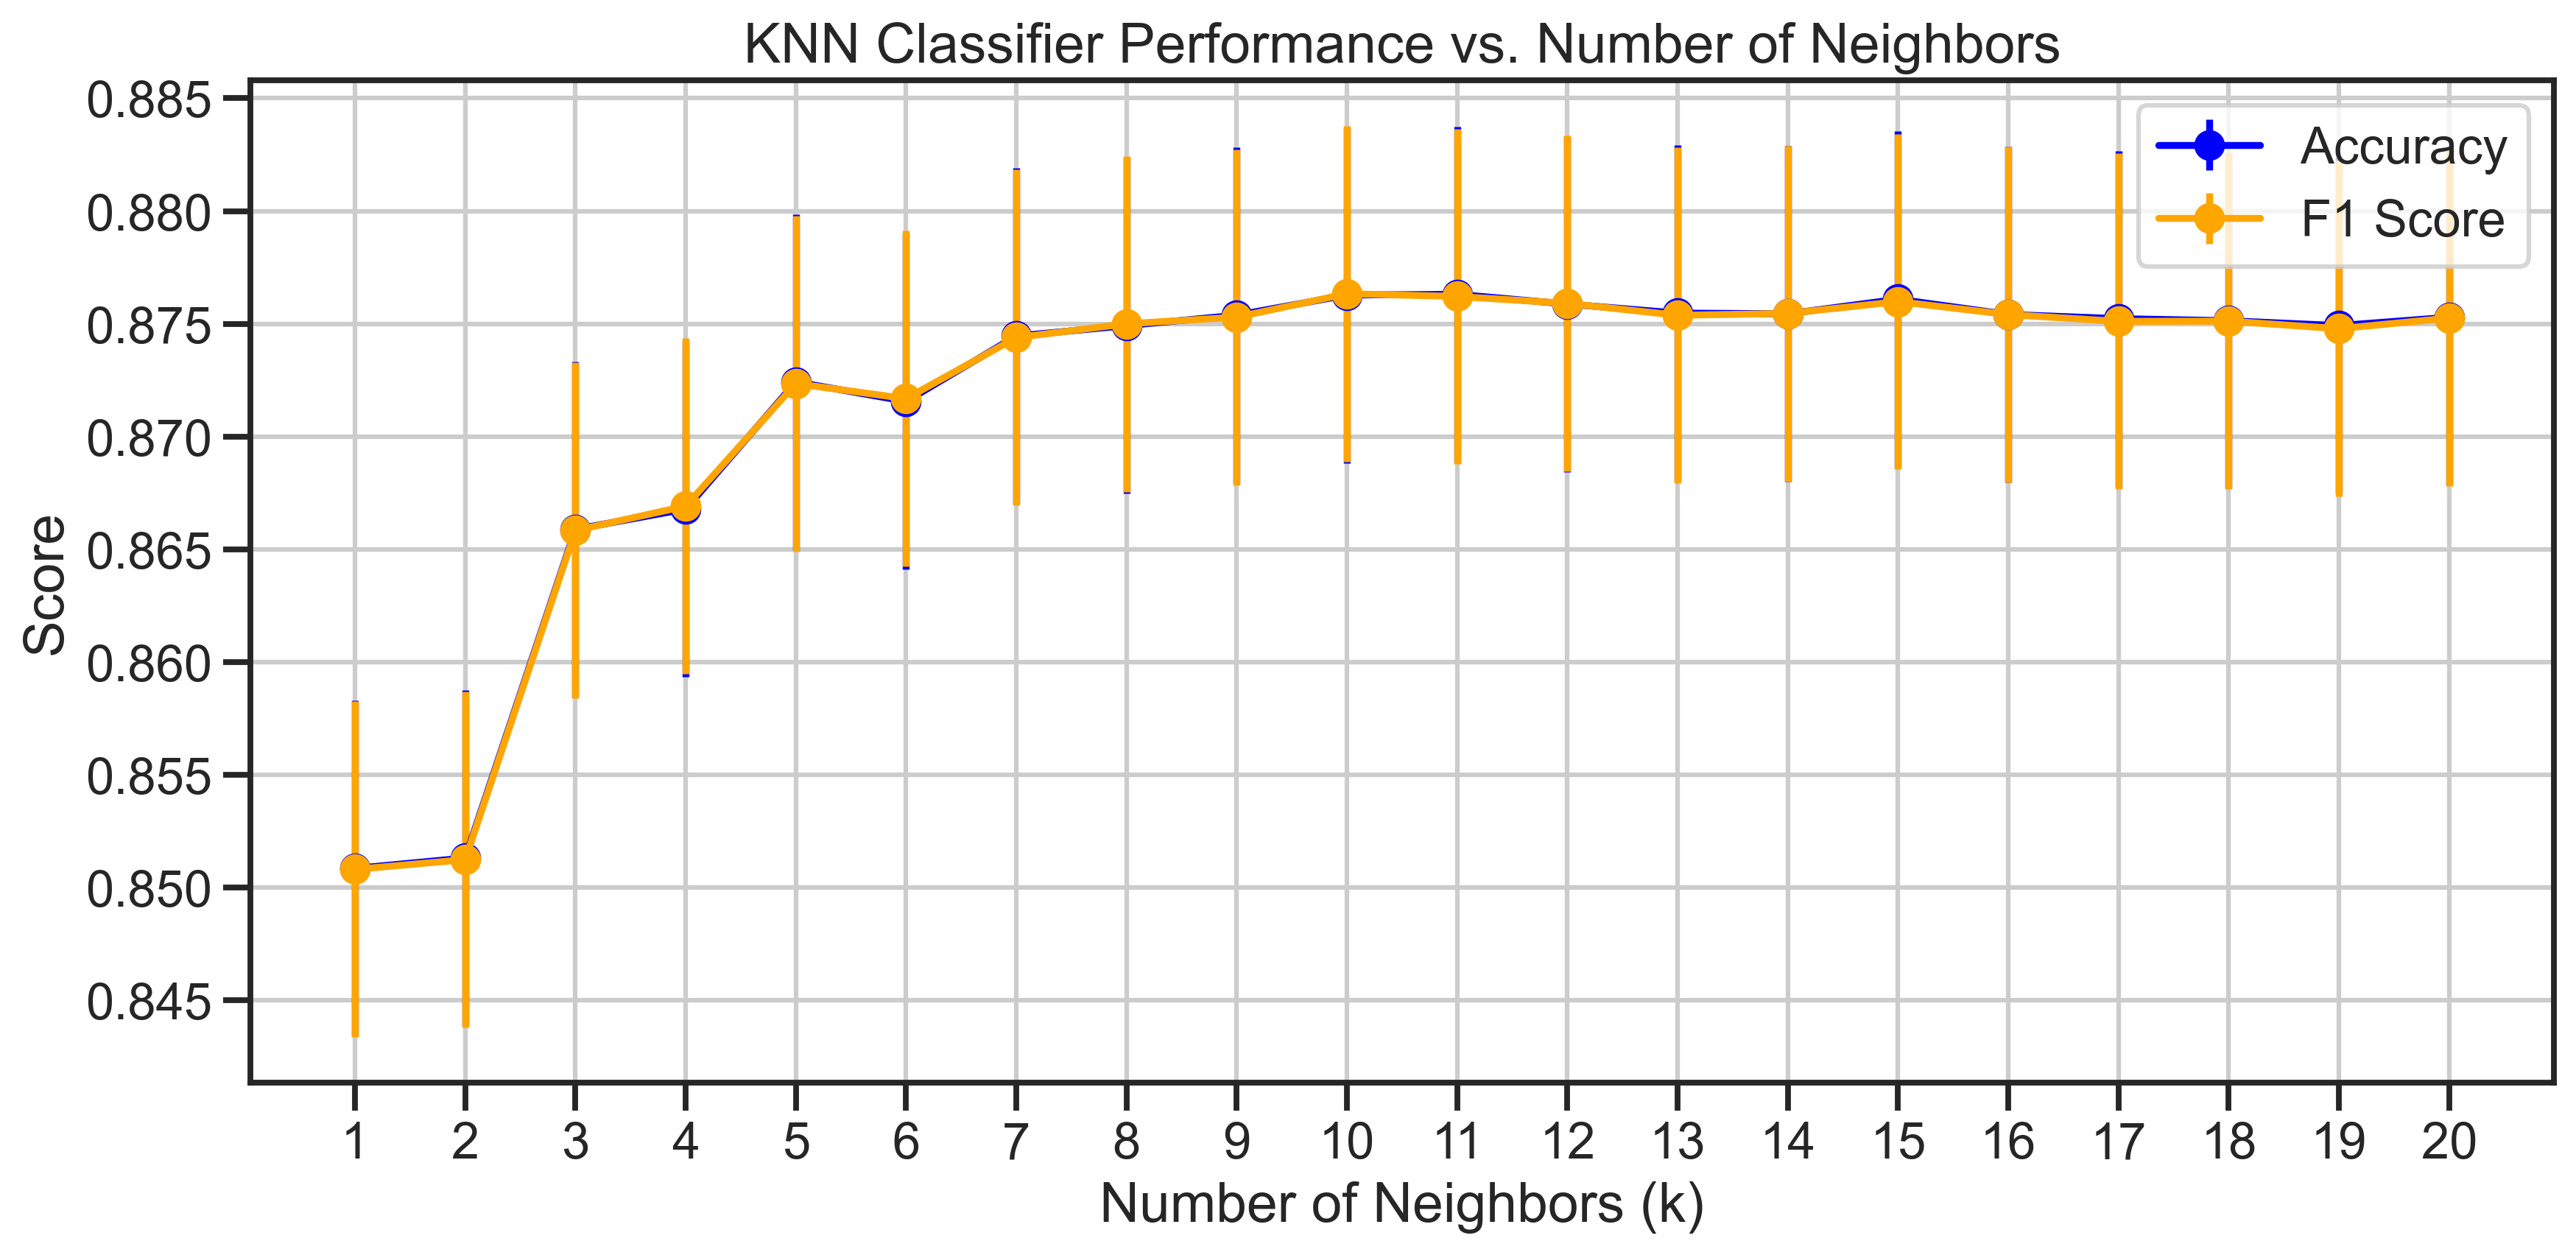 KNN Classifier Performance vs. Number of Neighbors
0.885
0.880
0.875
0.870
0.865
0.860
0.855
0.850
0.845
Score
Accuracy
F1 Score
1 2 3 4 5 6 7 8 9 10 11 12 13 14 15 16 17 18 19 20
Number of Neighbors (k)